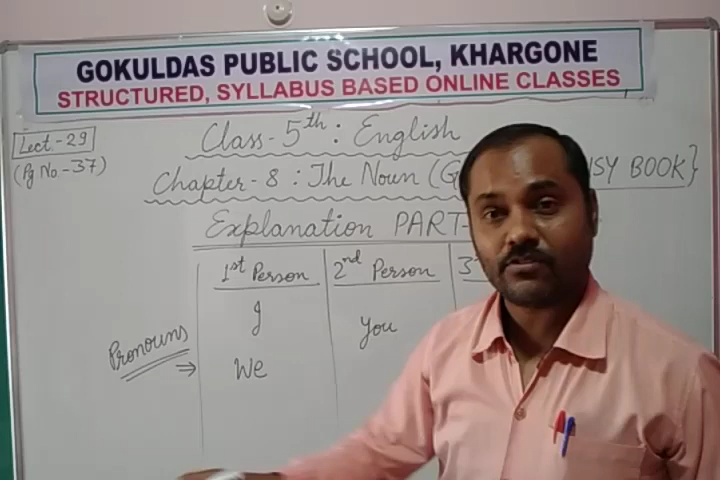 GOKULDAS PUBLIC SCHOOL, KHARGONE
STRUCTURED, SYLLABUS BASED ONLINE CLASSES
Lect.-29
(Pg No.-37)
Class-5th : English
Chapter-8 : The Noun (G BOOK}
Explanation PART-
1st Person 2nd Person
I You
Pronouns
We